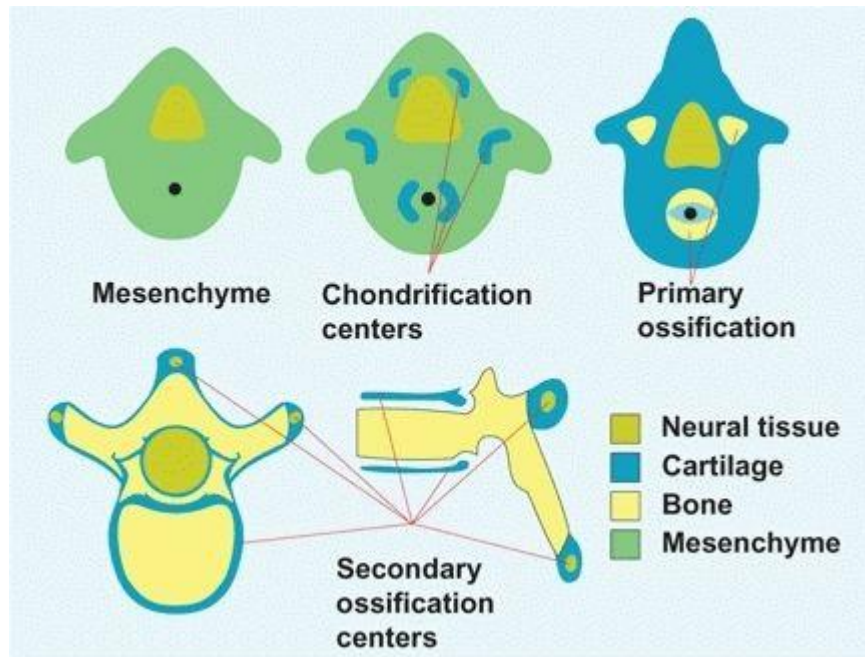 Mesenchyme
Chondrification
centers
Primary
ossification
Secondary
ossification
centers
Neural tissue
Cartilage
Bone
Mesenchyme